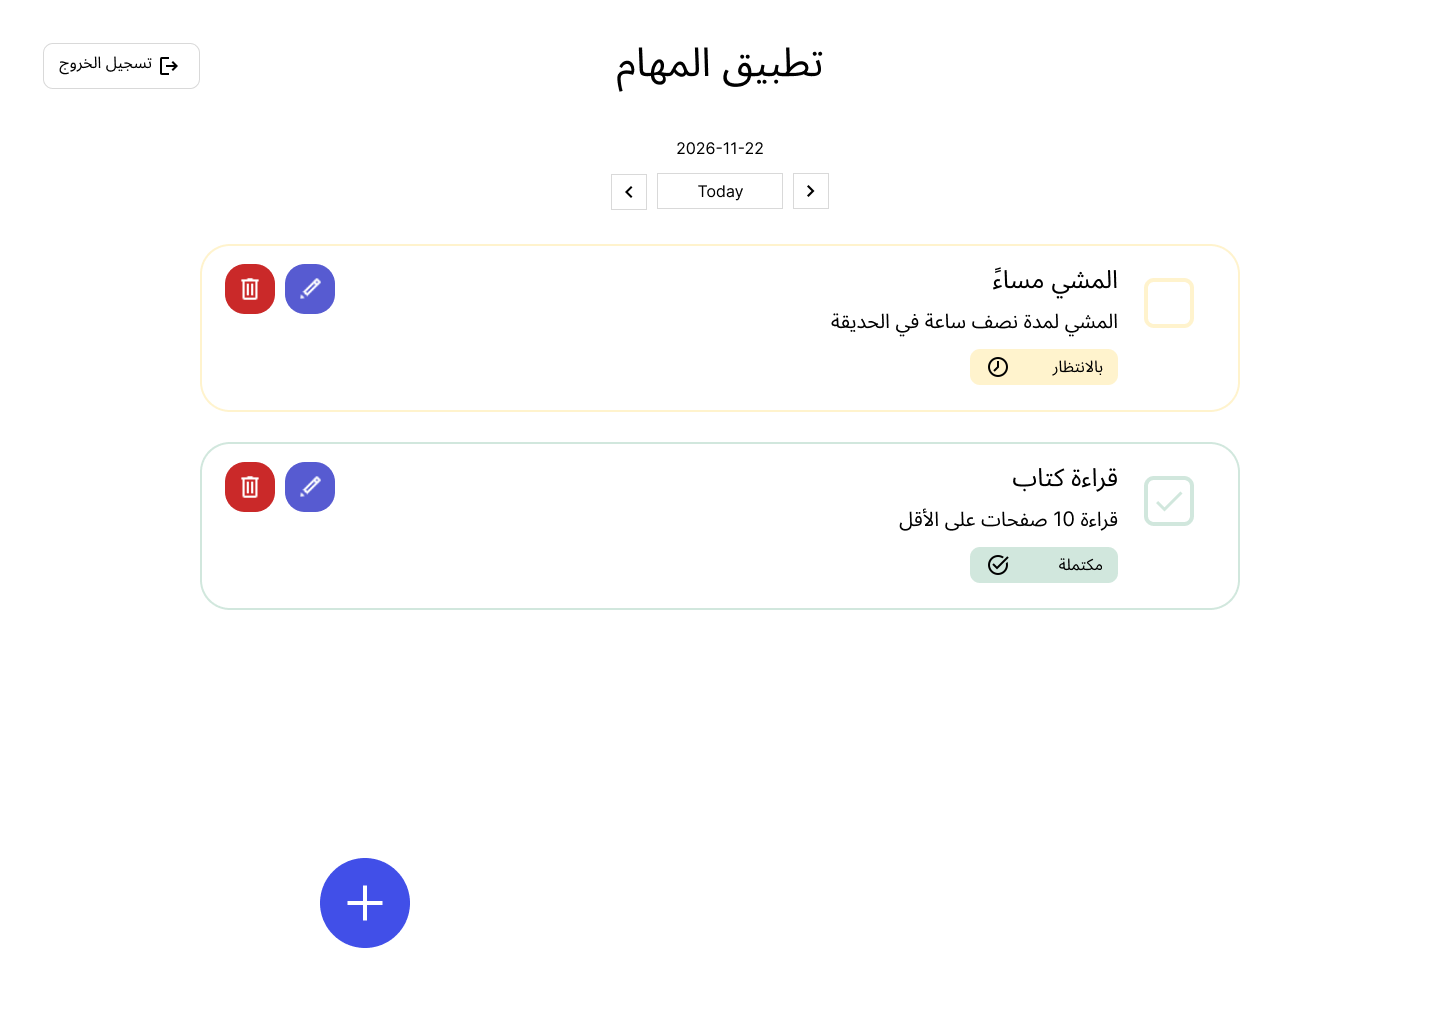 تطبيق المهام
تسجيل الخروج
2026-11-22
Today
المشي مساءً
المشي لمدة نصف ساعة في الحديقة
بالانتظار
قراءة كتاب
قراءة 10 صفحات على الأقل
مكتملة